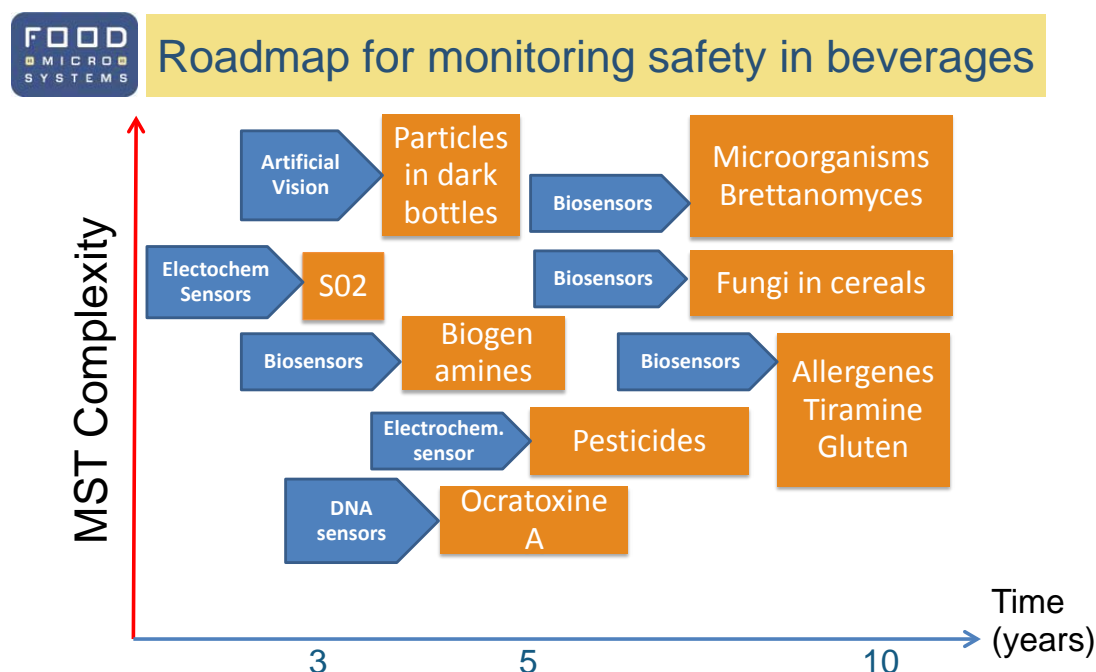 FOOD
MICRO
SYSTEMS
Roadmap for monitoring safety in beverages
MST Complexity
Artificial
Vision
Particles
in dark
bottles
Biosensors
Microorganisms
Brettanomyces
Electochem
Sensors
S02
Biosensors
Fungi in cereals
Biosensors
Biogen
amines
Biosensors
Allergenes
Tiramine
Gluten
Electrochem.
sensor
Pesticides
DNA
sensors
Ocratoxine
A
Time
(years)
3
5
10